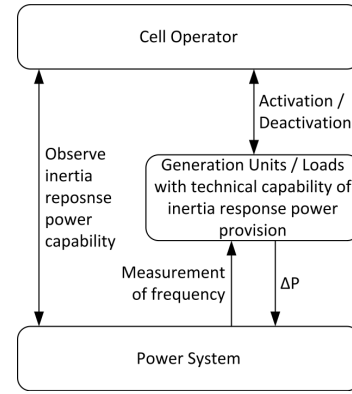 Cell Operator
Activation /
Deactivation
Observe
inertia
reposnse
power
capability
Generation Units / Loads
with technical capability of
inertia response power
provision
Measurement
of frequency
ΔP
Power System